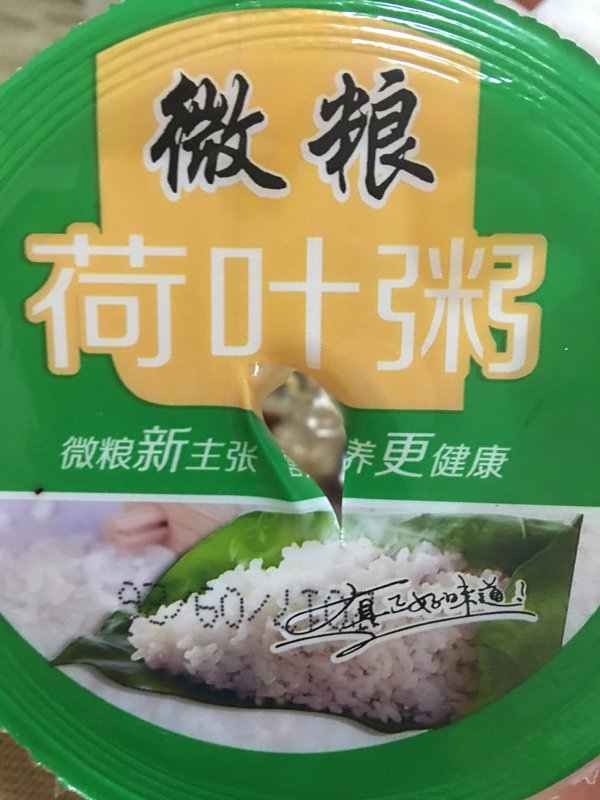 微粮
荷叶粥
微粮新主张 养更健康
真正好味道!